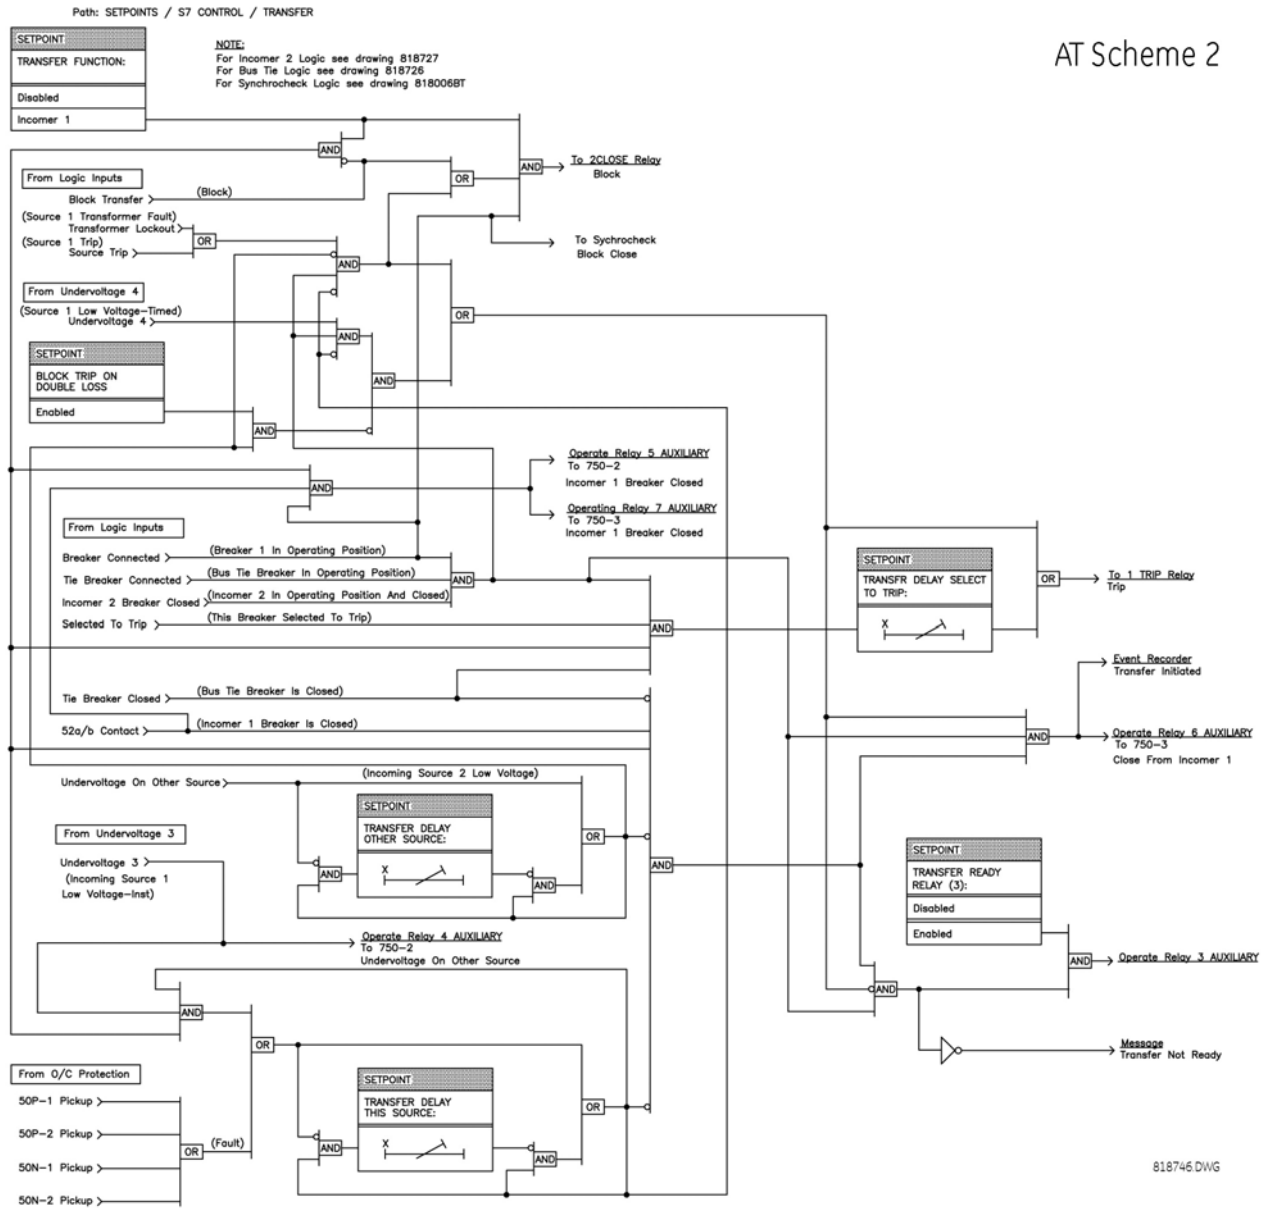 Path: SETPOINTS / S7 CONTROL / TRANSFER
AT Scheme 2
SETPOINT
TRANSFER FUNCTION:
Disabled
Incomer 1
NOTE:
For Incomer 2 Logic see drawing 818727
For Bus Tie Logic see drawing 818726
For Synchrocheck Logic see drawing 818006BT
AND
AND
OR
To 2CLOSE Relay
Block
From Logic Inputs
Block Transfer
(Block)
(Source 1 Transformer Fault)
Transformer Lockout
(Source 1 Trip)
Source Trip
OR
AND
To Sychrocheck
Block Close
From Undervoltage 4
(Source 1 Low Voltage-Timed)
Undervoltage 4
AND
OR
SETPOINT
BLOCK TRIP ON
DOUBLE LOSS
Enabled
AND
AND
AND
Operate Relay 5 AUXILIARY
To 750-2
Incomer 1 Breaker Closed
Operating Relay 7 AUXILIARY
To 750-3
Incomer 1 Breaker Closed
From Logic Inputs
Breaker Connected
(Breaker 1 In Operating Position)
Tie Breaker Connected
(Bus Tie Breaker In Operating Position)
AND
Incomer 2 Breaker Closed
(Incomer 2 In Operating Position And Closed)
Selected To Trip
(This Breaker Selected To Trip)
AND
SETPOINT
TRANSFR DELAY SELECT
TO TRIP:
X
OR
To 1 TRIP Relay
Trip
Event Recorder
Transfer Initiated
Tie Breaker Closed
(Bus Tie Breaker Is Closed)
52a/b Contact
(Incomer 1 Breaker Is Closed)
AND
Operate Relay 6 AUXILIARY
To 750-3
Close From Incomer 1
Undervoltage On Other Source
(Incoming Source 2 Low Voltage)
SETPOINT
TRANSFER DELAY
OTHER SOURCE:
X
AND
AND
OR
AND
From Undervoltage 3
Undervoltage 3
(Incoming Source 1
Low Voltage-Inst)
SETPOINT
TRANSFER READY
RELAY (3):
Disabled
Enabled
Operate Relay 4 AUXILIARY
To 750-2
Undervoltage On Other Source
AND
Operate Relay 3 AUXILIARY
AND
AND
OR
Message
Transfer Not Ready
From O/C Protection
50P-1 Pickup
50P-2 Pickup
50N-1 Pickup
50N-2 Pickup
OR
(Fault)
SETPOINT
TRANSFER DELAY
THIS SOURCE:
X
AND
AND
OR
818746.DWG